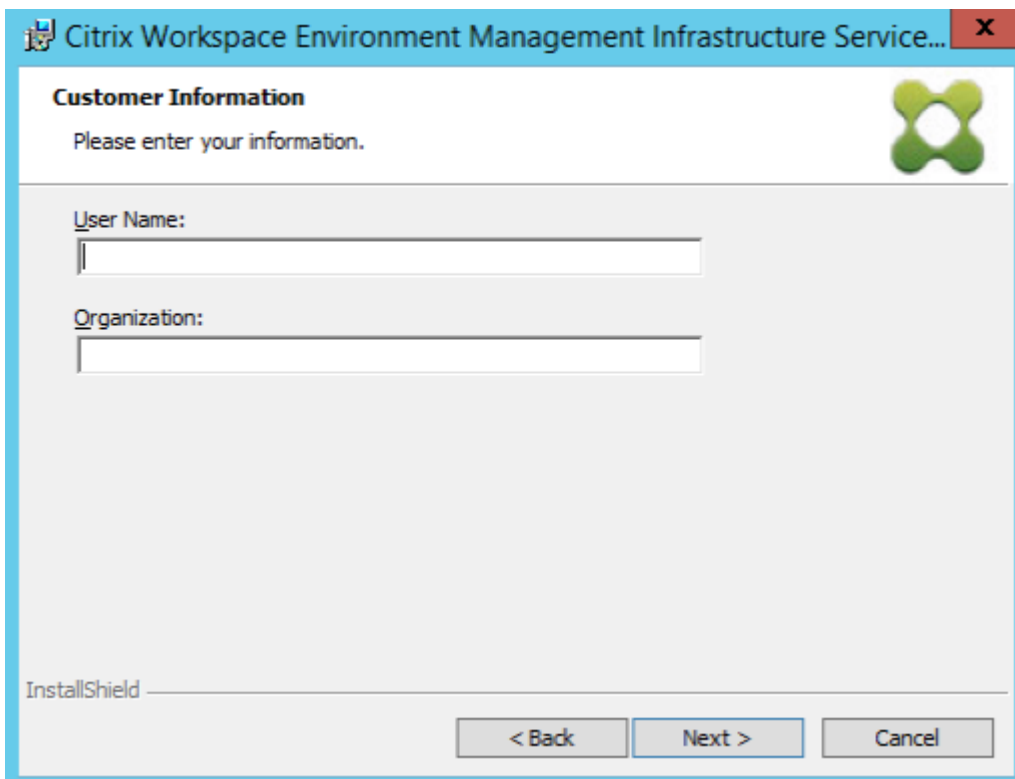 Citrix Workspace Environment Management Infrastructure Service...
x
Customer Information
Please enter your information.
User Name:
Organization:
InstallShield
< Back
Next >
Cancel